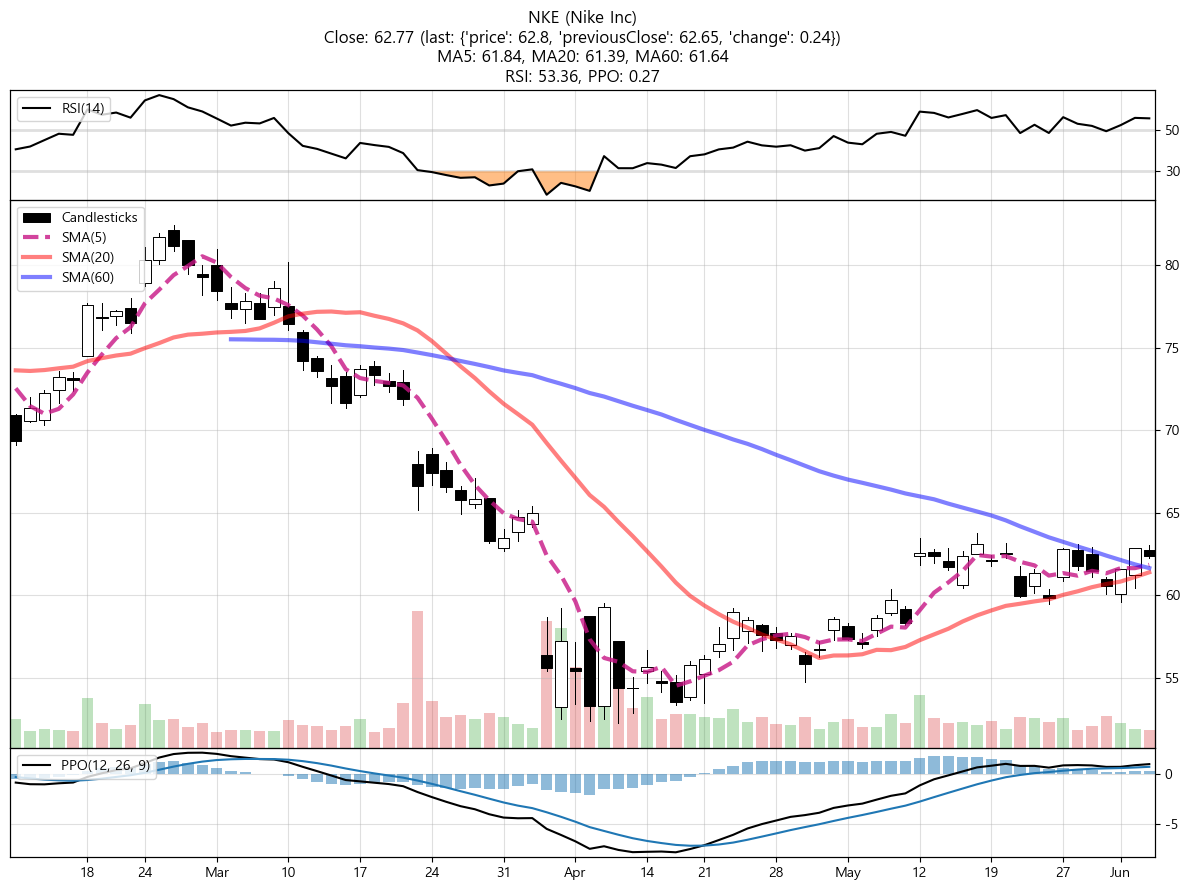 NKE (Nike Inc)
Close: 62.77 (last: {'price': 62.8, 'previousClose': 62.65, 'change': 0.24})
MA5: 61.84, MA20: 61.39, MA60: 61.64
RSI: 53.36, PPO: 0.27
RSI(14)
50
30
Candlesticks
SMA(5)
SMA(20)
SMA(60)
80
75
70
65
60
55
PPO(12, 26, 9)
0
-5
18 24 Mar 10 17 24 31 Apr 14 21 28 May 12 19 27 Jun